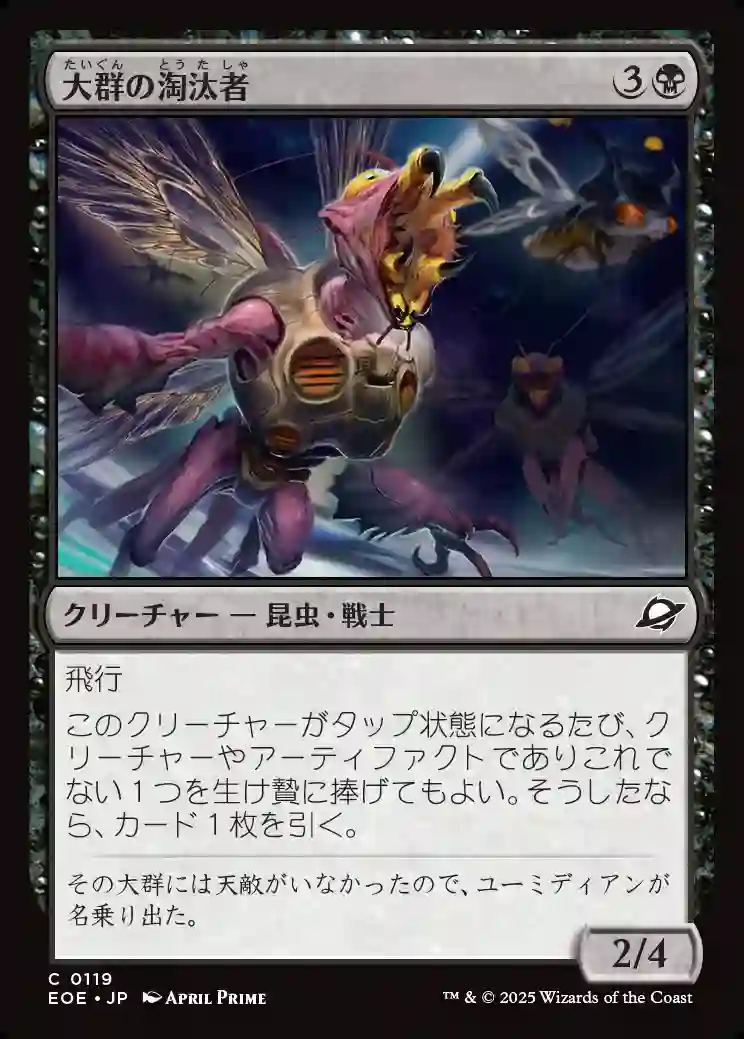 たいぐん とうたしゃ
大群の淘汰者 3
クリーチャー — 昆虫・戦士
飛行
このクリーチャーがタップ状態になるたび、ク
リーチャーやアーティファクトでありこれで
ない1つを生け贄に捧げてもよい。そうしたな
ら、カード1枚を引く。
その大群には天敵がいなかったので、ユーミディアンが
名乗り出た。
2/4
C 0119
EOE • JP April Prime
™ & © 2025 Wizards of the Coast